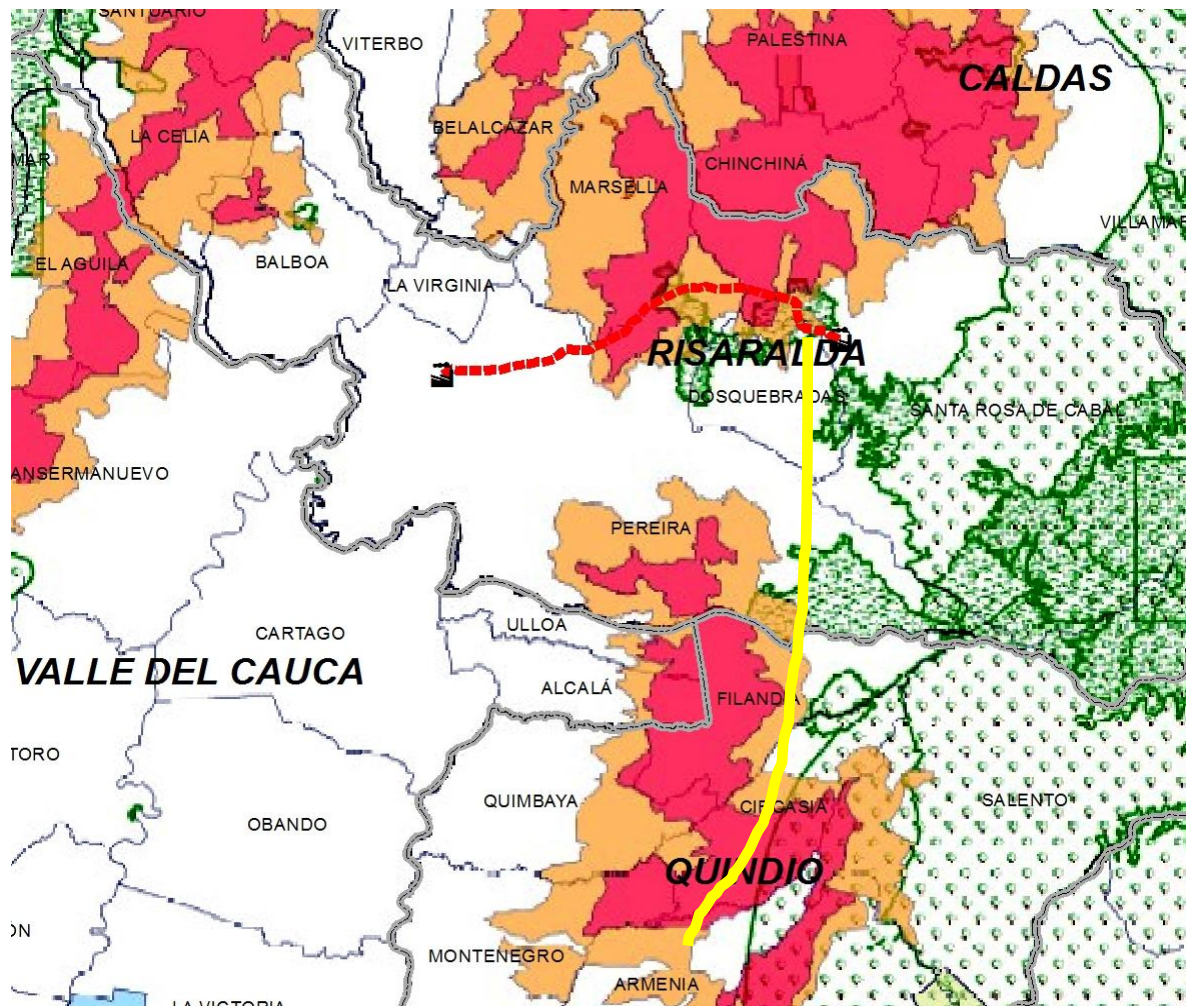 SANTUARIO
VITERBO
PALESTINA
CALDAS
LA CELIA
BELALCÁZAR
MAR
CHINCHINÁ
MARSELLA
VILLAMAR
EL AGUILA
BALBOA
LA VIRGINIA
RISARALDA
DOSQUEBRADAS
SANTA ROSA DE CABAL
ANSERMANUEVO
PEREIRA
ULLOA
CARTAGO
VALLE DEL CAUCA
ALCALÁ
FILANDIA
TORO
QUIMBAYA
CIRCASIA
SALENTO
OBANDO
QUINDIO
ON
MONTENEGRO
ARMENIA
LA VICTORIA